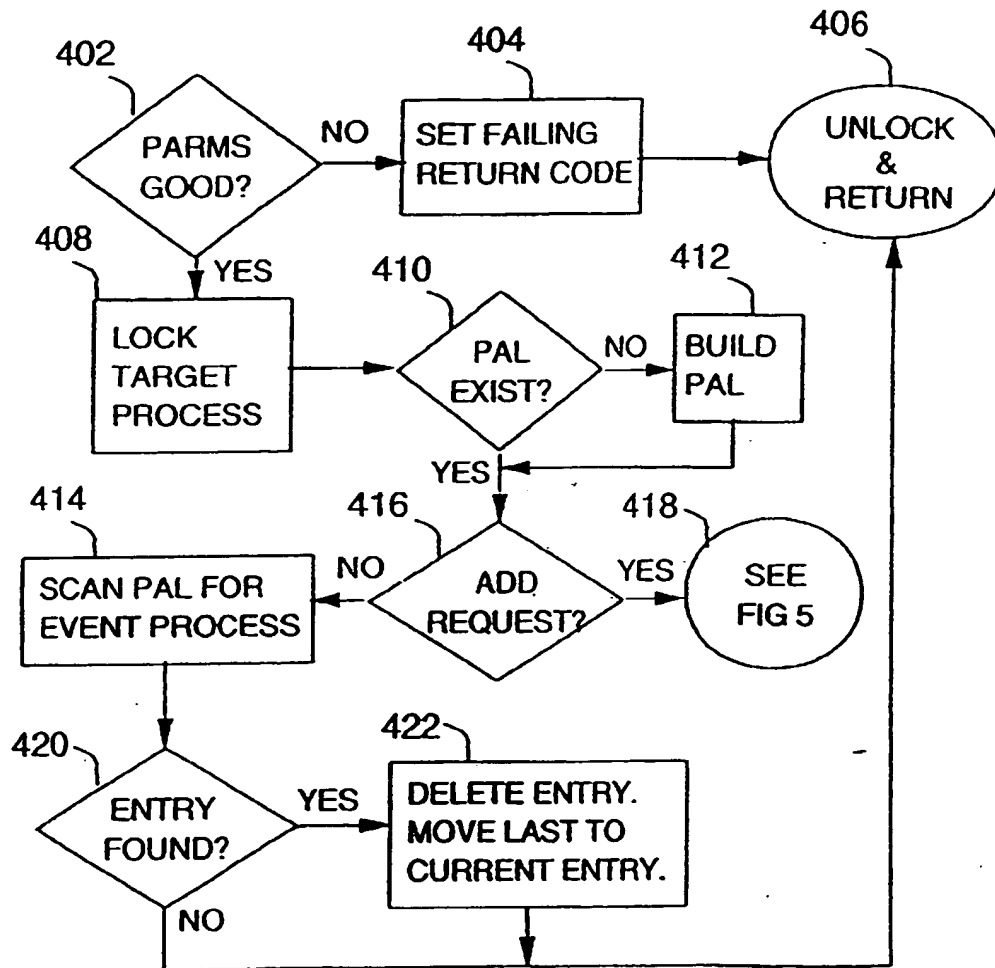 402
PARMS
GOOD?
NO
404
SET FAILING
RETURN CODE
406
UNLOCK
&
RETURN
YES
408
LOCK
TARGET
PROCESS
410
PAL
EXIST?
NO
412
BUILD
PAL
YES
414
SCAN PAL FOR
EVENT PROCESS
NO
416
ADD
REQUEST?
YES
418
SEE
FIG 5
420
ENTRY
FOUND?
YES
422
DELETE ENTRY.
MOVE LAST TO
CURRENT ENTRY.
NO